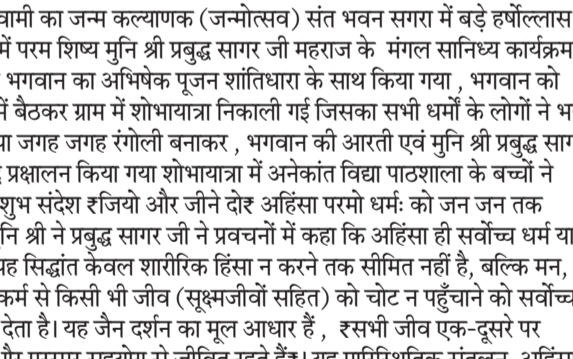 वामी का जन्म कल्याणक (जन्मोत्सव) संत भवन सगरा में बड़े हर्षोल्लास
में परम शिष्य मुनि श्री प्रबुद्ध सागर जी महराज के मंगल सानिध्य कार्यक्रम
भगवान का अभिषेक पूजन शांतिधारा के साथ किया गया , भगवान को
में बैठकर ग्राम में शोभायात्रा निकाली गई जिसका सभी धर्मों के लोगों ने भ
या जगह जगह रंगोली बनाकर , भगवान की आरती एवं मुनि श्री प्रबुद्ध साग
प्रक्षालन किया गया शोभायात्रा में अनेकांत विद्या पाठशाला के बच्चों ने
शुभ संदेश ₹जियो और जीने दो₹ अहिंसा परमो धर्मः को जन जन तक
नि श्री ने प्रबुद्ध सागर जी ने प्रवचनों में कहा कि अहिंसा ही सर्वोच्च धर्म या
यह सिद्धांत केवल शारीरिक हिंसा न करने तक सीमित नहीं है, बल्कि मन,
कर्म से किसी भी जीव (सूक्ष्मजीवों सहित) को चोट न पहुँचाने को सर्वोच्च
देता है। यह जैन दर्शन का मूल आधार हैं , ₹सभी जीव एक-दूसरे पर